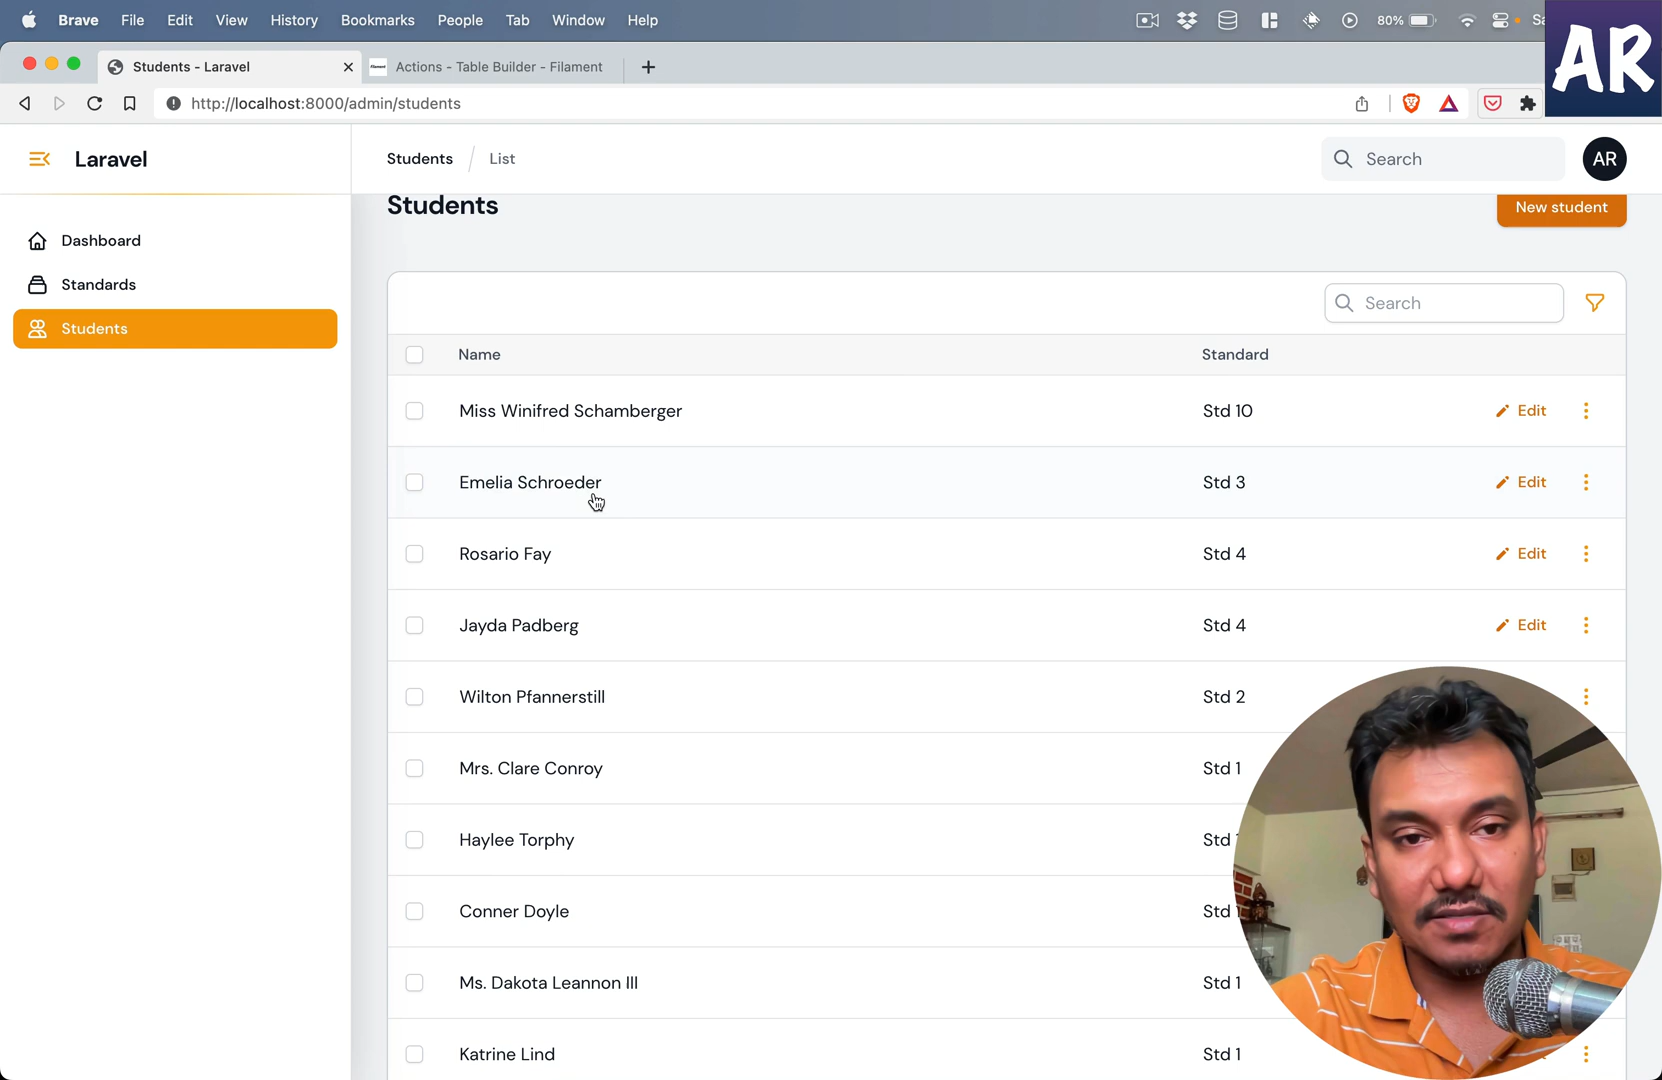 Brave File Edit View History Bookmarks People Tab Window Help 80% Sa
AR
Students - Laravel Actions - Table Builder - Filament
http://localhost:8000/admin/students
Laravel
Students / List
Search
AR
Students
New student
Dashboard
Standards
Students
Search
Name Standard
Miss Winifred Schamberger Std 10 Edit
Emelia Schroeder Std 3 Edit
Rosario Fay Std 4 Edit
Jayda Padberg Std 4 Edit
Wilton Pfannerstill Std 2
Mrs. Clare Conroy Std 1
Haylee Torphy Std
Conner Doyle Std
Ms. Dakota Leannon III Std 1
Katrine Lind Std 1